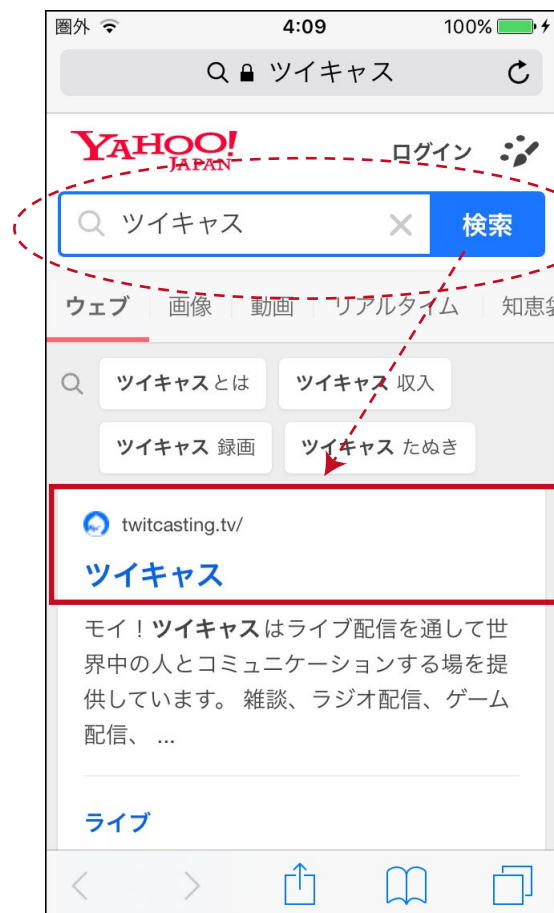 圏外 4:09 100%
ツイキャス
YAHOO!
JAPAN
ログイン
ツイキャス 検索
ウェブ 画像 動画 リアルタイム 知恵袋
ツイキャスとは ツイキャス 収入
ツイキャス 録画 ツイキャス たぬき
twitcasting.tv/
ツイキャス
モイ！ツイキャスはライブ配信を通して世
界中の人とコミュニケーションする場を提
供しています。 雑談、ラジオ配信、ゲーム
配信、 ...
ライブ